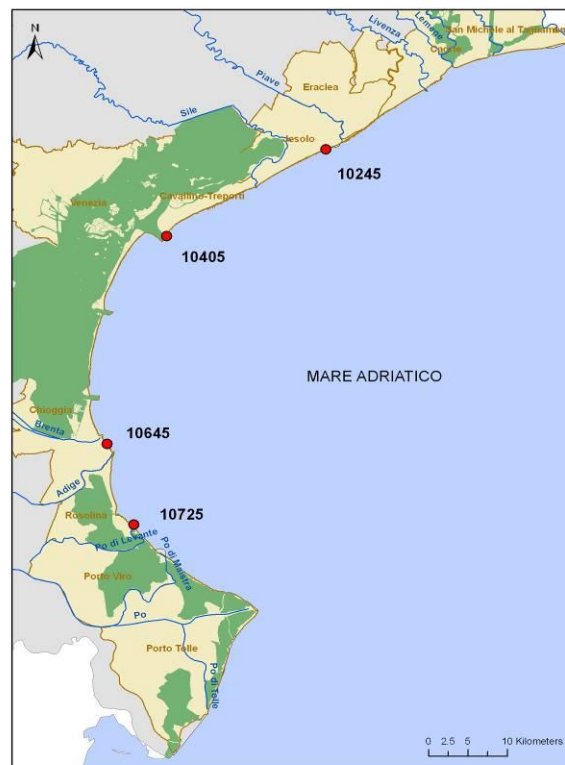 N
Livenza
Lemene
San Michele al Tagliamen
Caorle
Piave
Eraclea
Sile
Jesolo
10245
Cavallino-Treporti
Venezia
10405
MARE ADRIATICO
Chioggia
Brenta
10645
Adige
Rosolina
10725
Po di Levante
Po di Maistra
Porto Viro
Po
Porto Tolle
Po di Tolle
0 2.5 5 10 Kilometers